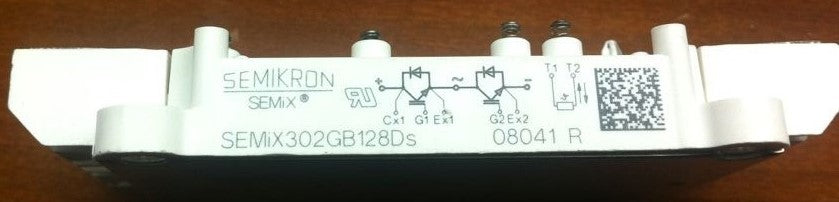 SEMIKRON
SEMiX®
+ ~ -
T1 T2
Cx1 G1 Ex1 G2 Ex2
SEMiX302GB128Ds 08041 R